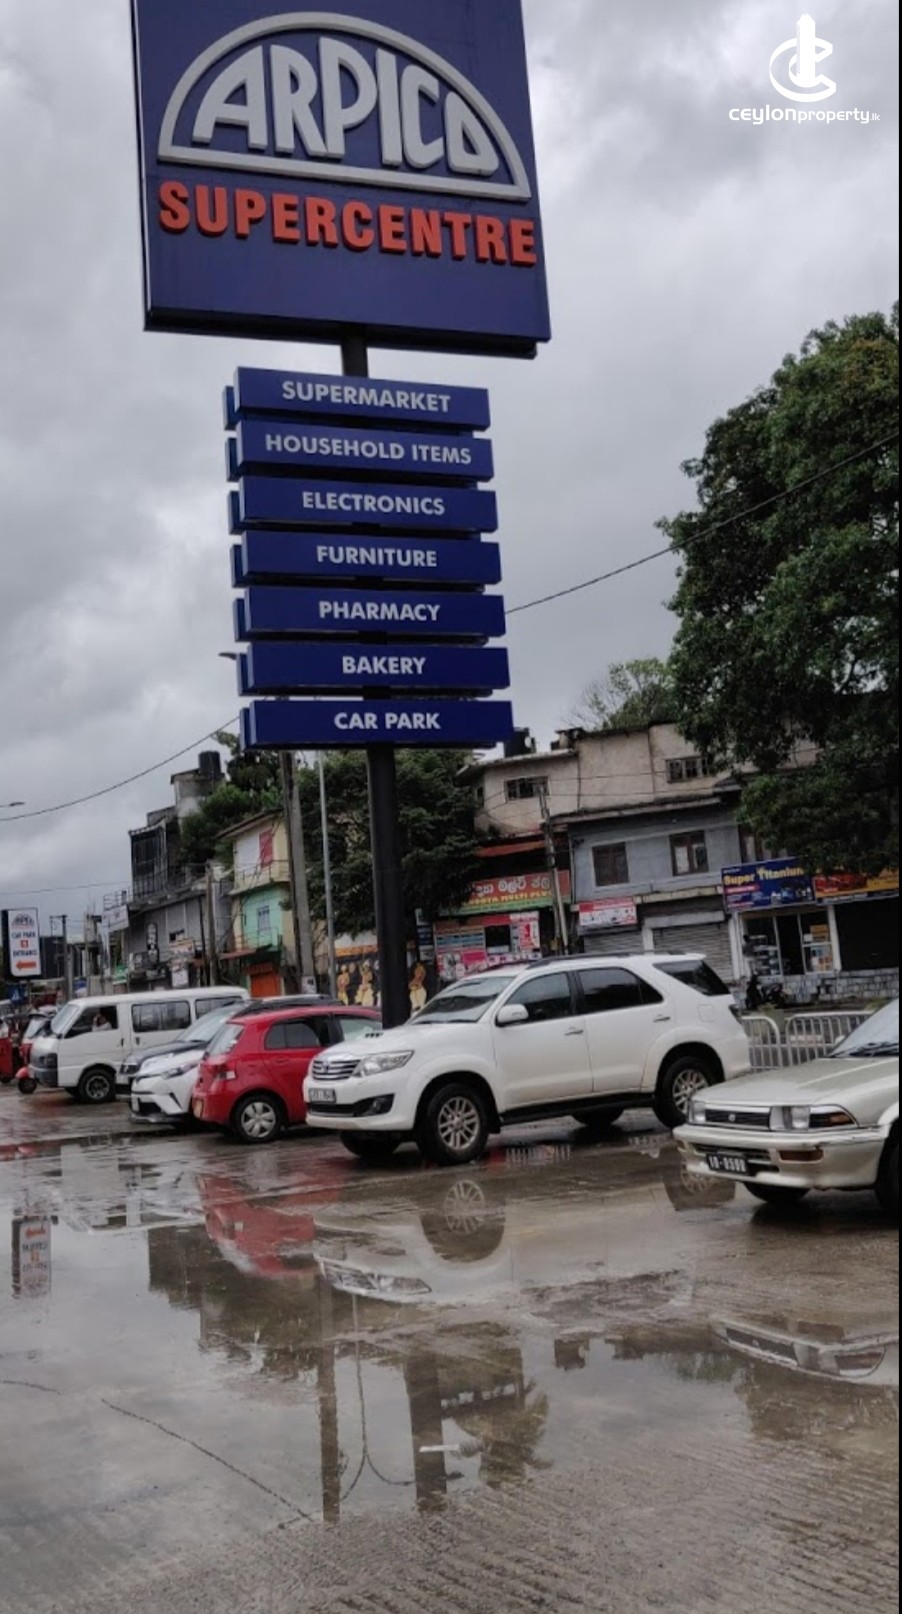 ceylonproperty.lk
ARPICO
SUPERCENTRE
SUPERMARKET
HOUSEHOLD ITEMS
ELECTRONICS
FURNITURE
PHARMACY
BAKERY
CAR PARK
Super Titanium
CAR PARK
ENTRANCE